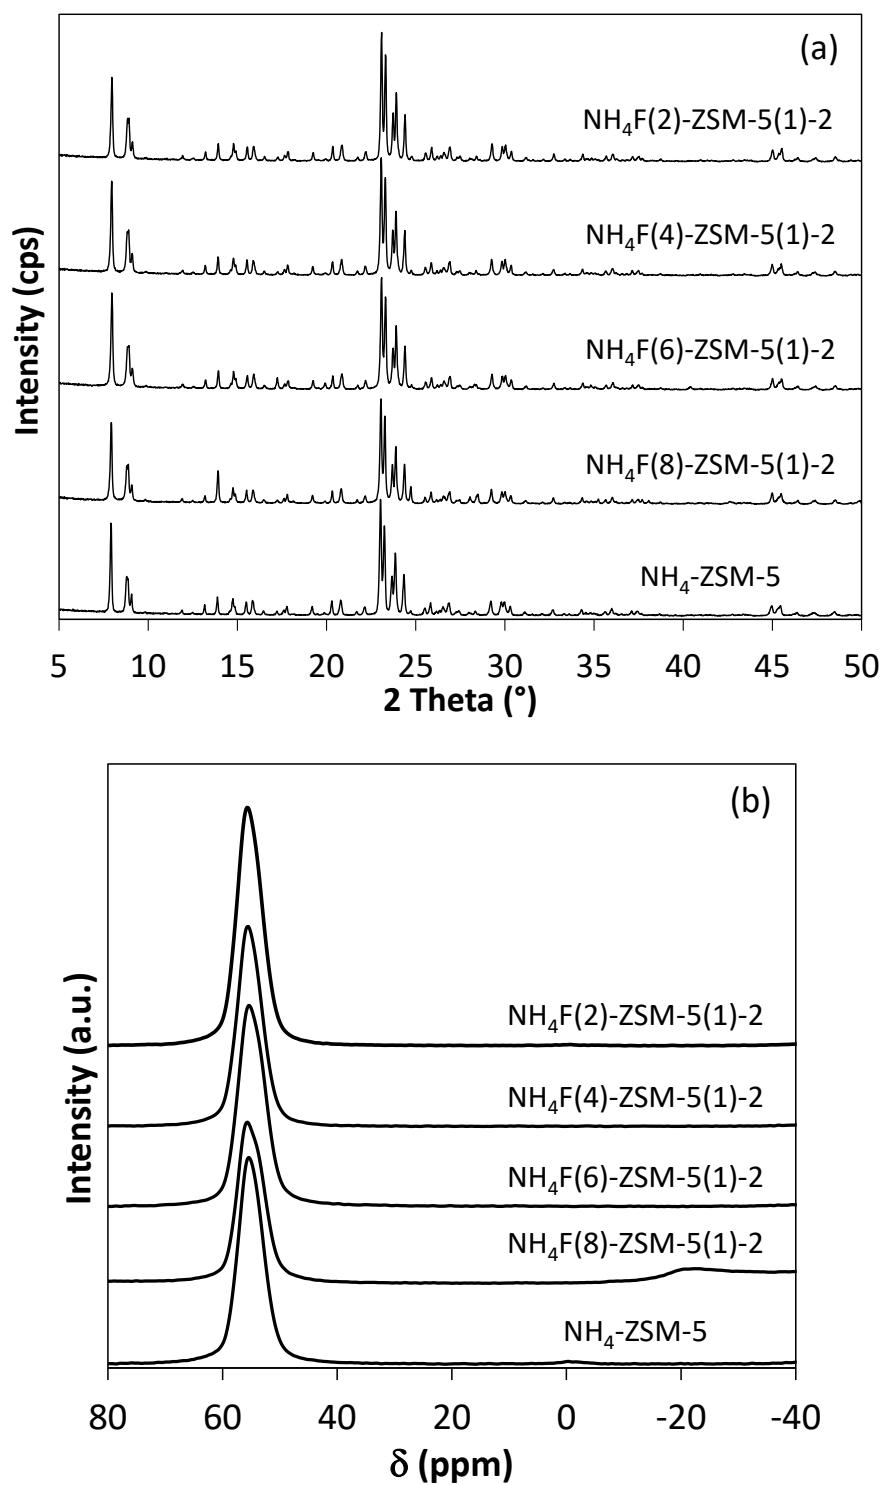 (a)
NH₄F(2)-ZSM-5(1)-2
NH₄F(4)-ZSM-5(1)-2
NH₄F(6)-ZSM-5(1)-2
NH₄F(8)-ZSM-5(1)-2
NH₄-ZSM-5
Intensity (cps)
5 10 15 20 25 30 35 40 45 50
2 Theta (°)
(b)
NH₄F(2)-ZSM-5(1)-2
NH₄F(4)-ZSM-5(1)-2
NH₄F(6)-ZSM-5(1)-2
NH₄F(8)-ZSM-5(1)-2
NH₄-ZSM-5
Intensity (a.u.)
80 60 40 20 0 -20 -40
δ (ppm)